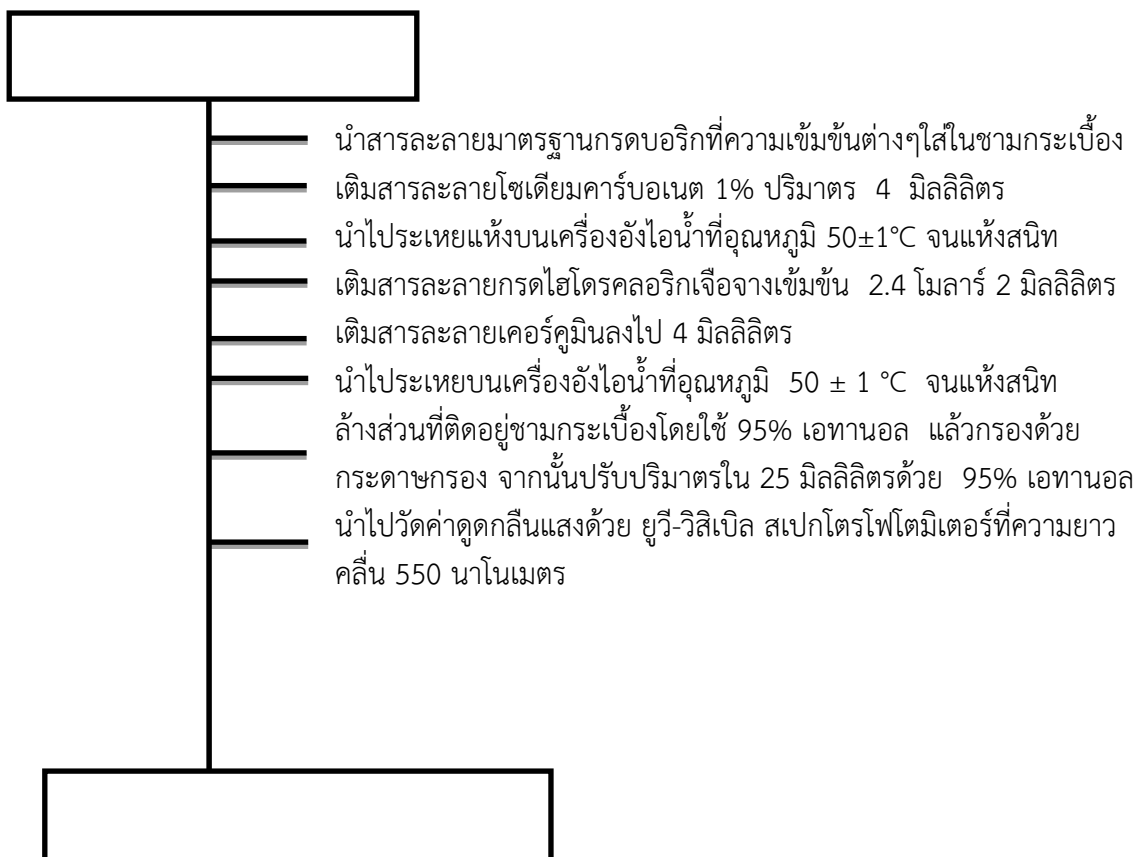 นำสารละลายมาตรฐานกรดบอริกที่ความเข้มข้นต่างๆใส่ในชามกระเบื้อง
เติมสารละลายโซเดียมคาร์บอเนต 1% ปริมาตร 4 มิลลิลิตร
นำไประเหยแห้งบนเครื่องอังไอน้ำที่อุณหภูมิ 50±1°C จนแห้งสนิท
เติมสารละลายกรดไฮโดรคลอริกเจือจางเข้มข้น 2.4 โมลาร์ 2 มิลลิลิตร
เติมสารละลายเคอร์คูมินลงไป 4 มิลลิลิตร
นำไประเหยบนเครื่องอังไอน้ำที่อุณหภูมิ 50 ± 1 °C จนแห้งสนิท
ล้างส่วนที่ติดอยู่ชามกระเบื้องโดยใช้ 95% เอทานอล แล้วกรองด้วย
กระดาษกรอง จากนั้นปรับปริมาตรใน 25 มิลลิลิตรด้วย 95% เอทานอล
นำไปวัดค่าดูดกลืนแสงด้วย ยูวี-วิสิเบิล สเปกโตรโฟโตมิเตอร์ที่ความยาว
คลื่น 550 นาโนเมตร